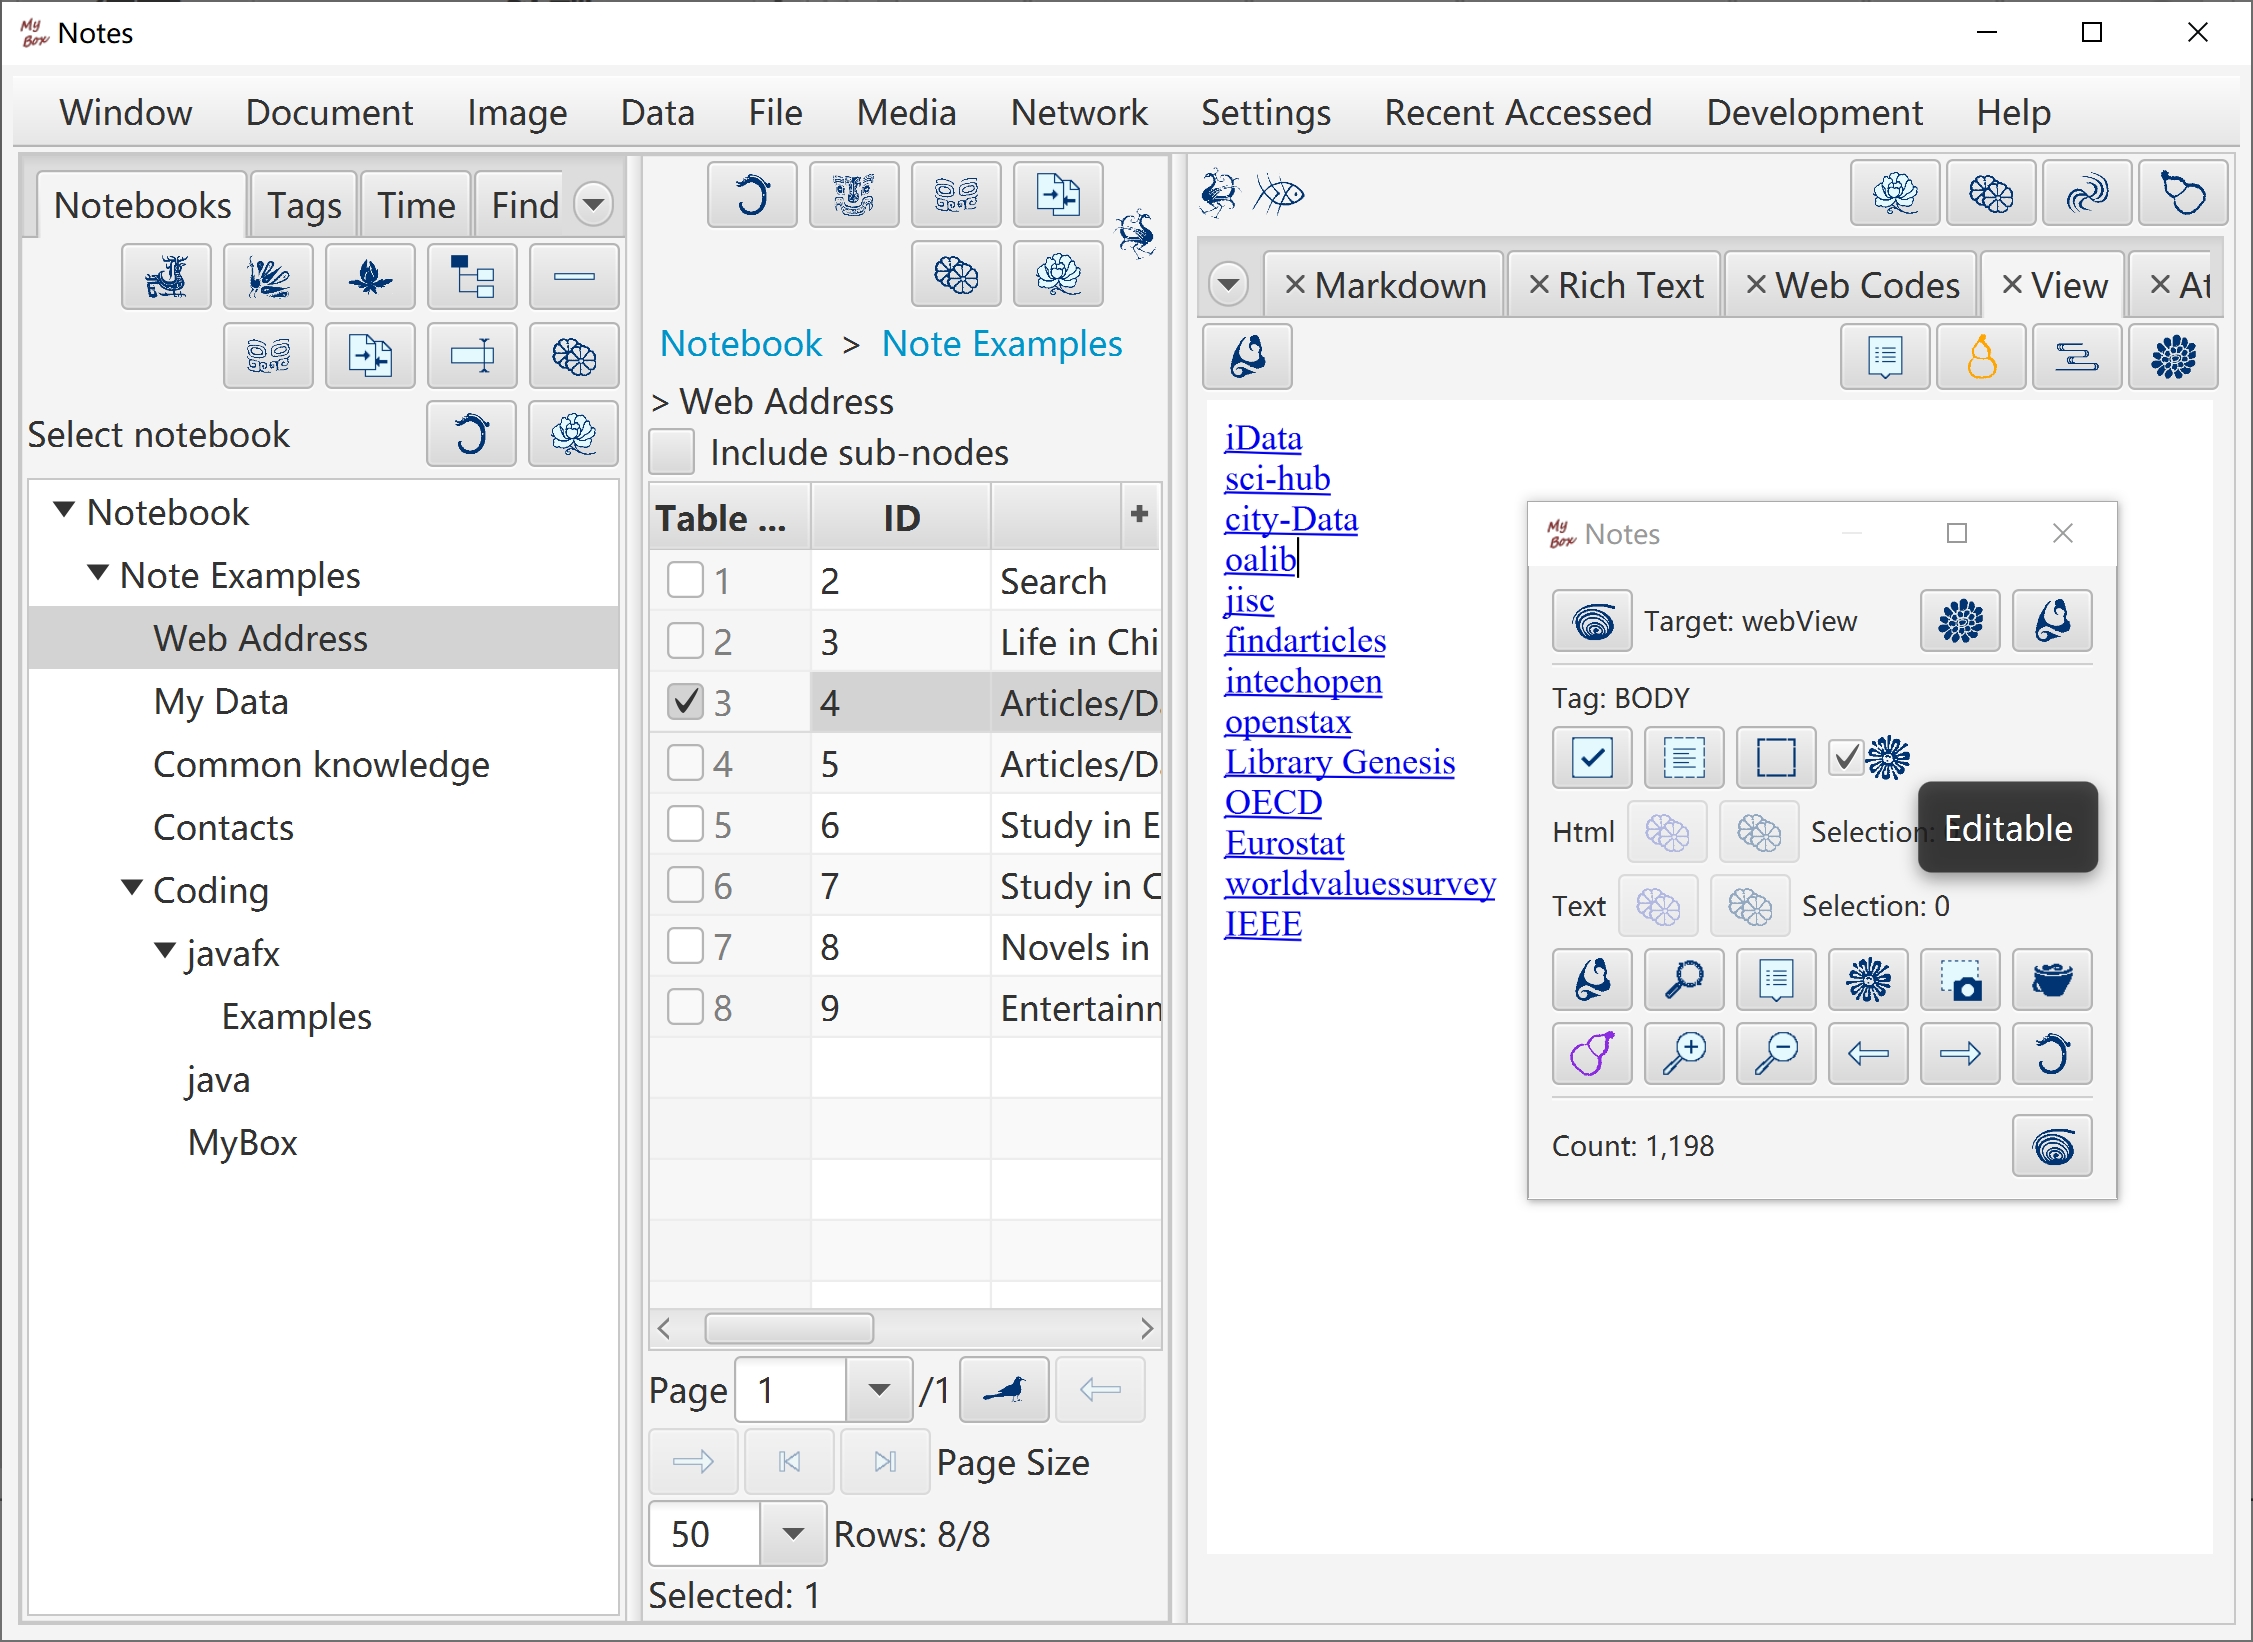 My Box Notes
Window Document Image Data File Media Network Settings Recent Accessed Development Help
Notebooks Tags Time Find
Select notebook
Notebook
Note Examples
Web Address
My Data
Common knowledge
Contacts
Coding
javafx
Examples
java
MyBox
Notebook > Note Examples
> Web Address
Include sub-nodes
Table ... ID +
1 2 Search
2 3 Life in Chi
3 4 Articles/D
4 5 Articles/D
5 6 Study in E
6 7 Study in C
7 8 Novels in
8 9 Entertainm
Page 1 /1
Page Size
50 Rows: 8/8
Selected: 1
Markdown Rich Text Web Codes View At
iData
sci-hub
city-Data
oalib
jisc
findarticles
intechopen
openstax
Library Genesis
OECD
Eurostat
worldvaluessurvey
IEEE
My Box Notes
Target: webView
Tag: BODY
Html Selection:
Editable
Text Selection: 0
Count: 1,198